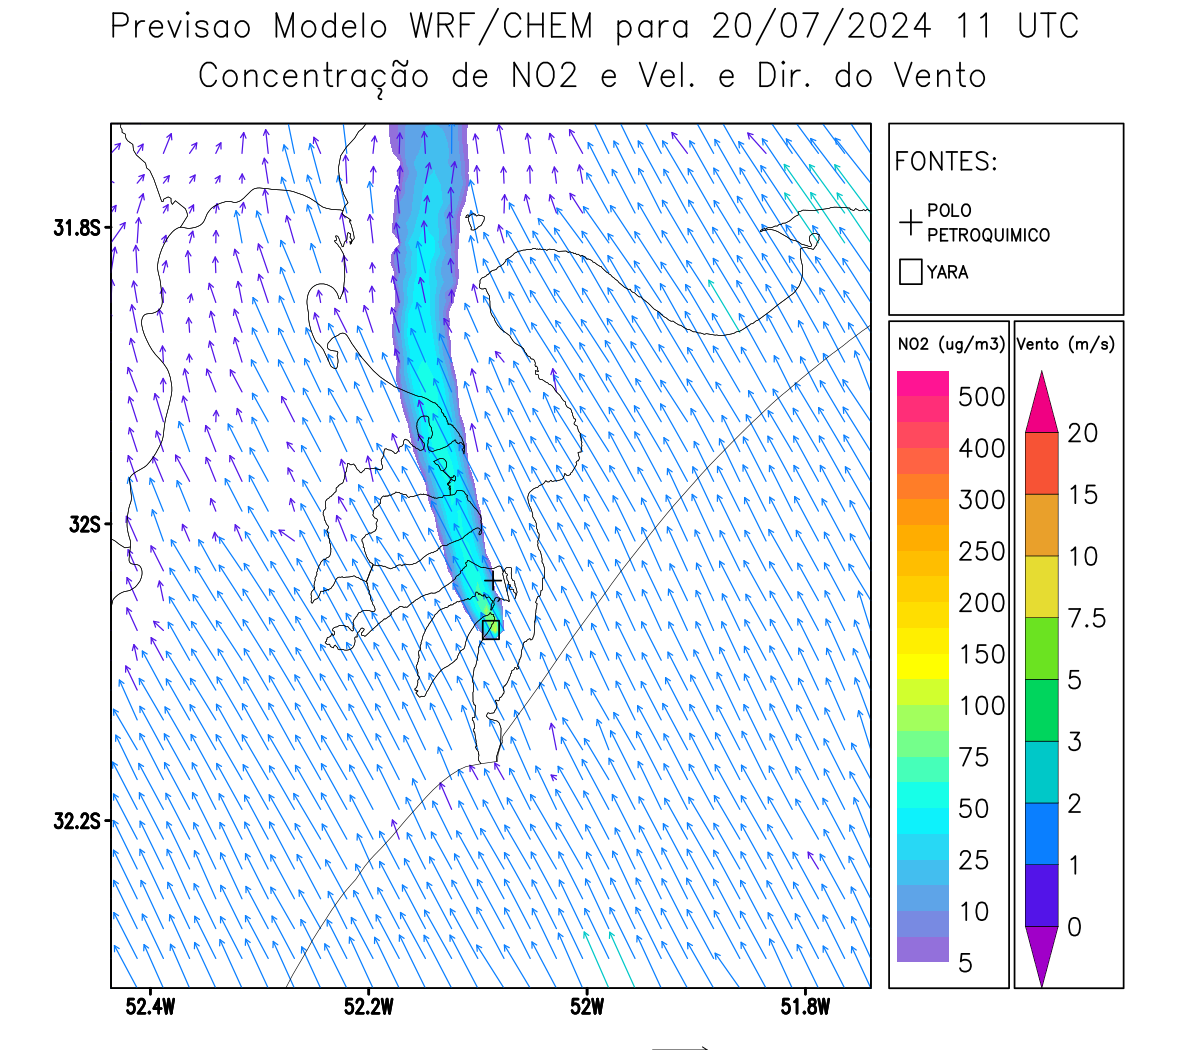 Previsao Modelo WRF/CHEM para 20/07/2024 11 UTC
Concentração de NO2 e Vel. e Dir. do Vento
FONTES:
POLO
PETROQUIMICO
YARA
NO2 (ug/m3)
500
400
300
250
200
150
100
75
50
25
10
5
Vento (m/s)
20
15
10
7.5
5
3
2
1
0
31.8S
32S
32.2S
52.4W
52.2W
52W
51.8W